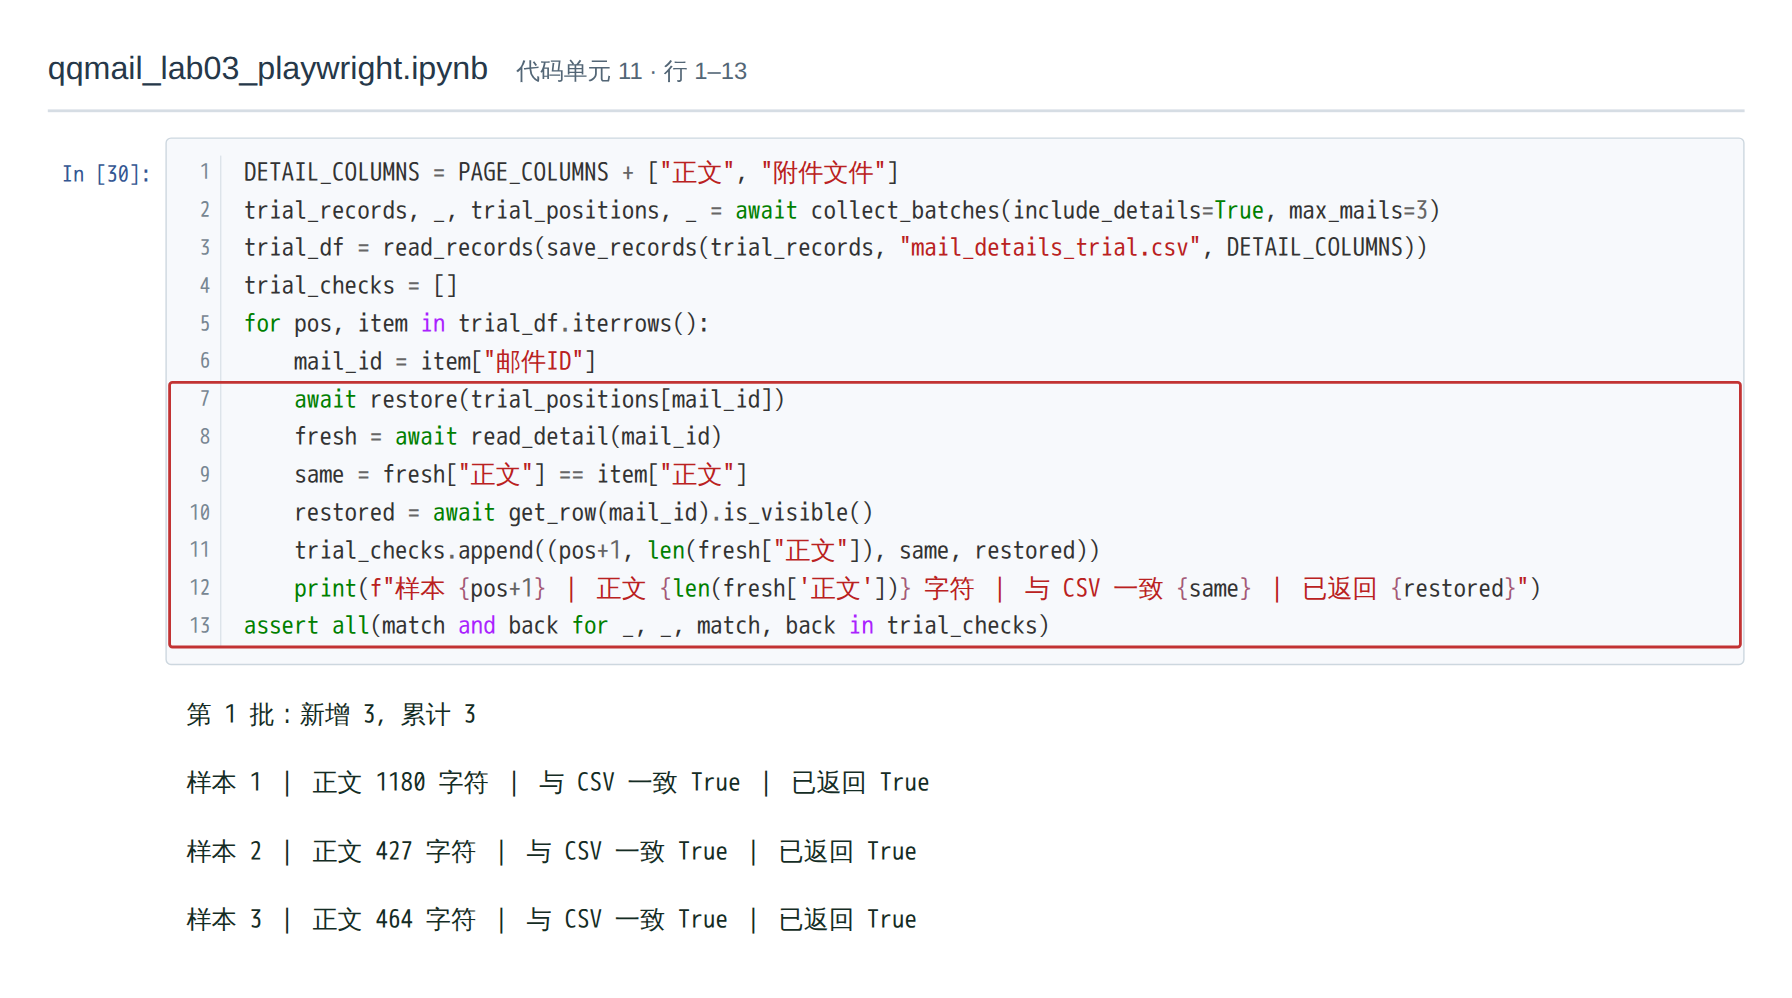 qqmail_lab03_playwright.ipynb 代码单元 11 · 行 1–13
In [30]:
1 DETAIL_COLUMNS = PAGE_COLUMNS + ["正文", "附件文件"]
2 trial_records, _, trial_positions, _ = await collect_batches(include_details=True, max_mails=3)
3 trial_df = read_records(save_records(trial_records, "mail_details_trial.csv", DETAIL_COLUMNS))
4 trial_checks = []
5 for pos, item in trial_df.iterrows():
6     mail_id = item["邮件ID"]
7     await restore(trial_positions[mail_id])
8     fresh = await read_detail(mail_id)
9     same = fresh["正文"] == item["正文"]
10     restored = await get_row(mail_id).is_visible()
11     trial_checks.append((pos+1, len(fresh["正文"]), same, restored))
12     print(f"样本 {pos+1} | 正文 {len(fresh['正文'])} 字符 | 与 CSV 一致 {same} | 已返回 {restored}")
13 assert all(match and back for _, _, match, back in trial_checks)
第 1 批：新增 3, 累计 3
样本 1 | 正文 1180 字符 | 与 CSV 一致 True | 已返回 True
样本 2 | 正文 427 字符 | 与 CSV 一致 True | 已返回 True
样本 3 | 正文 464 字符 | 与 CSV 一致 True | 已返回 True